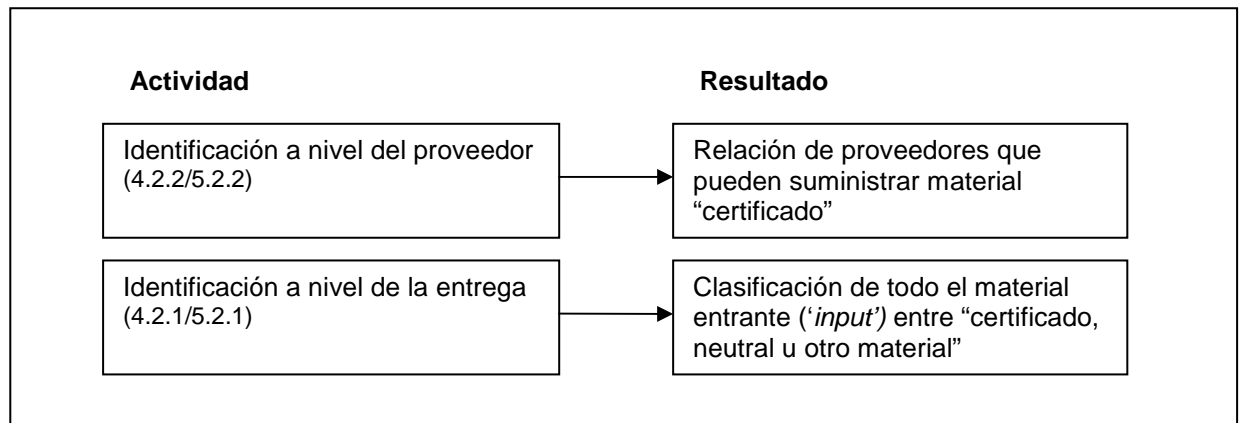 Actividad
Resultado
Identificación a nivel del proveedor
(4.2.2/5.2.2)
Relación de proveedores que
pueden suministrar material
“certificado”
Identificación a nivel de la entrega
(4.2.1/5.2.1)
Clasificación de todo el material
entrante (‘input’) entre “certificado,
neutral u otro material”